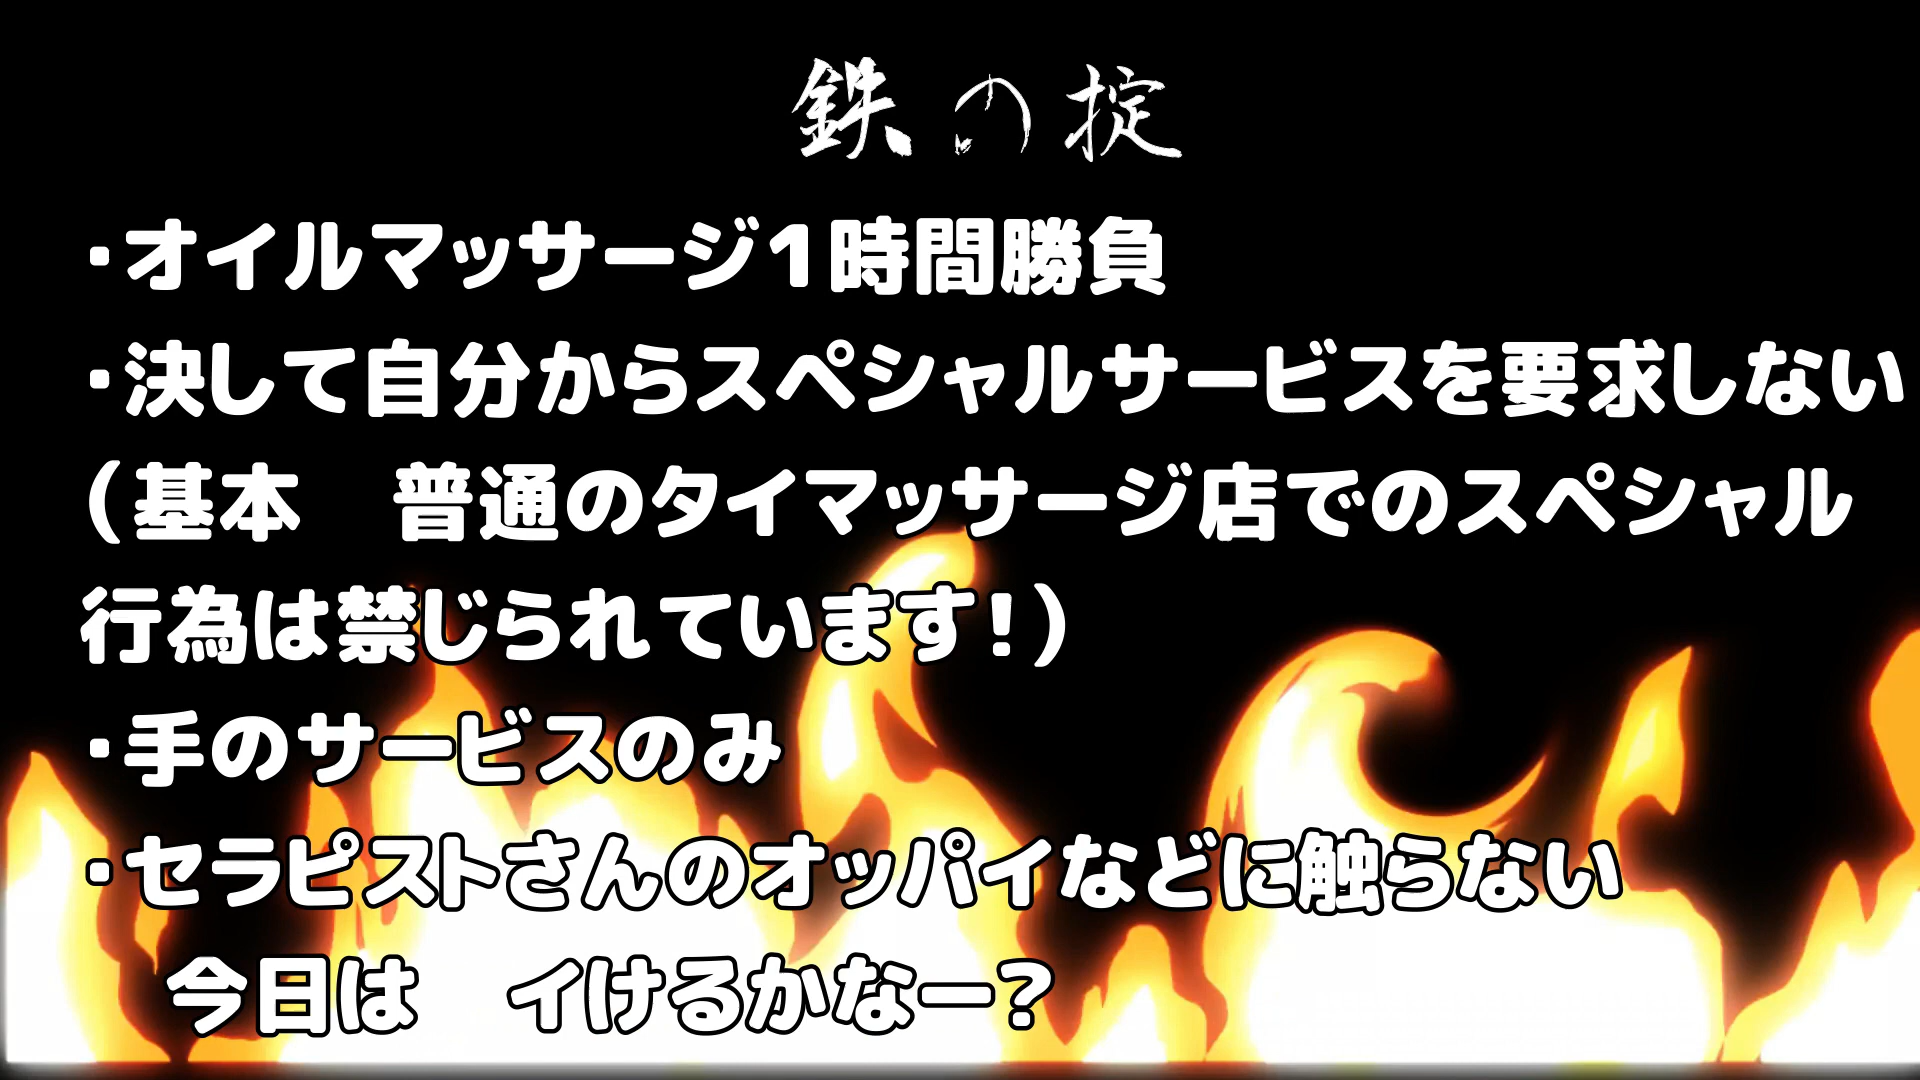 鉄の掟
・オイルマッサージ1時間勝負
・決して自分からスペシャルサービスを要求しない
（基本　普通のタイマッサージ店でのスペシャル
行為は禁じられています！）
・手のサービスのみ
・セラピストさんのオッパイなどに触らない
今日は　イけるかなー？